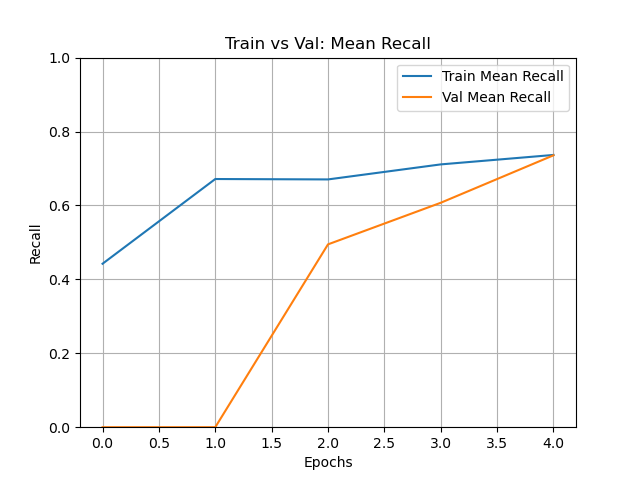 Train vs Val: Mean Recall
Train Mean Recall
Val Mean Recall
Recall
1.0
0.8
0.6
0.4
0.2
0.0
0.0 0.5 1.0 1.5 2.0 2.5 3.0 3.5 4.0
Epochs